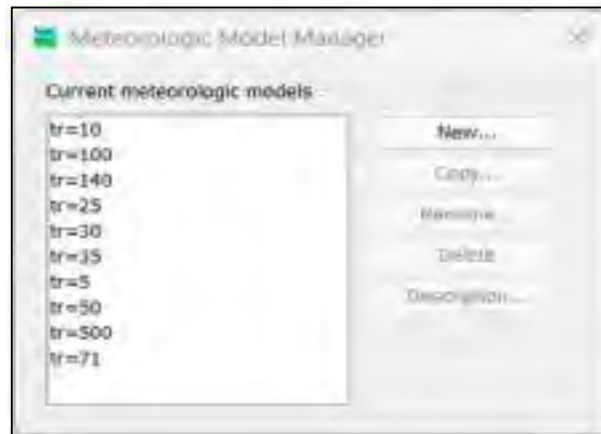 Meteorologic Model Manager
Current meteorologic models
tr=10
tr=100
tr=140
tr=25
tr=30
tr=35
tr=5
tr=50
tr=500
tr=71
New...
Copy...
Rename...
Delete
Description...